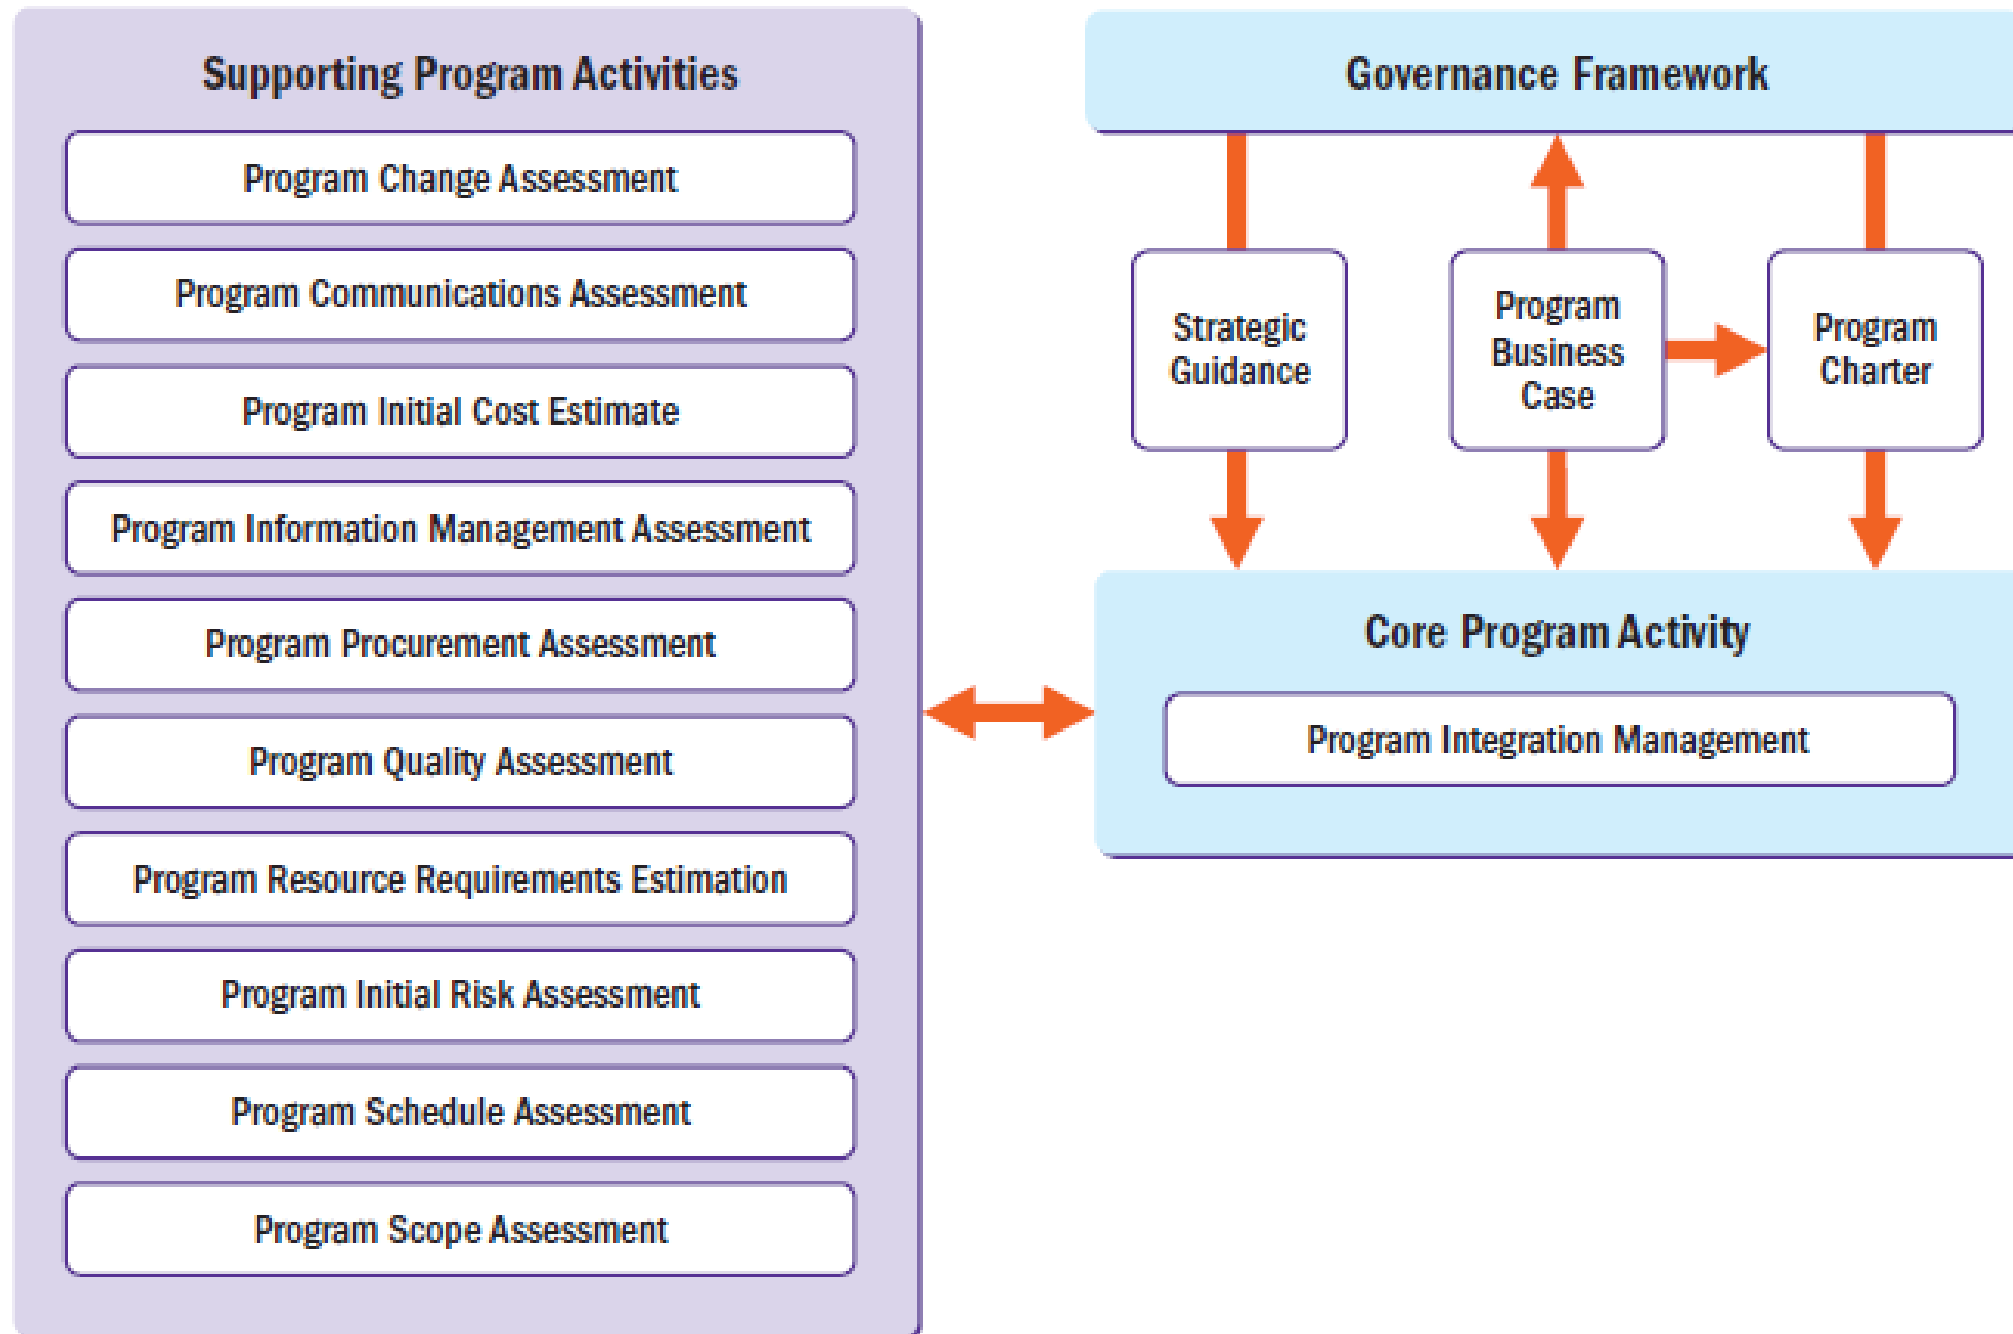 Supporting Program Activities
Program Change Assessment
Program Communications Assessment
Program Initial Cost Estimate
Program Information Management Assessment
Program Procurement Assessment
Program Quality Assessment
Program Resource Requirements Estimation
Program Initial Risk Assessment
Program Schedule Assessment
Program Scope Assessment
Governance Framework
Strategic
Guidance
Program
Business
Case
Program
Charter
Core Program Activity
Program Integration Management